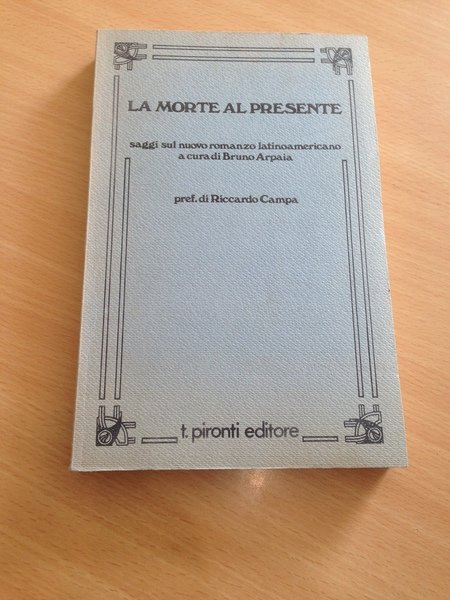 LA MORTE AL PRESENTE
saggi sul nuovo romanzo latinoamericano
a cura di Bruno Arpaia
pref. di Riccardo Campa
t. pironti editore